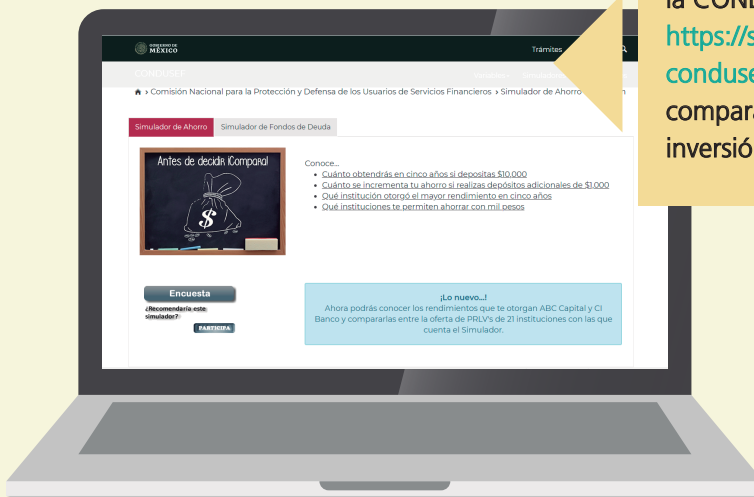 la COND
https://s
conduse
compara
inversió
GOBIERNO DE
MÉXICO
Trámites
CONDUSEF
Comisión Nacional para la Protección y Defensa de los Usuarios de Servicios Financieros › Simulador de Ahorro
Simulador de Ahorro
Simulador de Fondos de Deuda
Antes de decidir ¡Compara!
$
Conoce...
• Cuánto obtendrás en cinco años si depositas $10,000
• Cuánto se incrementa tu ahorro si realizas depósitos adicionales de $1,000
• Qué institución otorgó el mayor rendimiento en cinco años
• Qué instituciones te permiten ahorrar con mil pesos
Encuesta
¿Recomendaría este
simulador?
PARTICIPA
¡Lo nuevo...!
Ahora podrás conocer los rendimientos que te otorgan ABC Capital y CI
Banco y compararlas entre la oferta de PRLV's de 21 instituciones con las que
cuenta el Simulador.